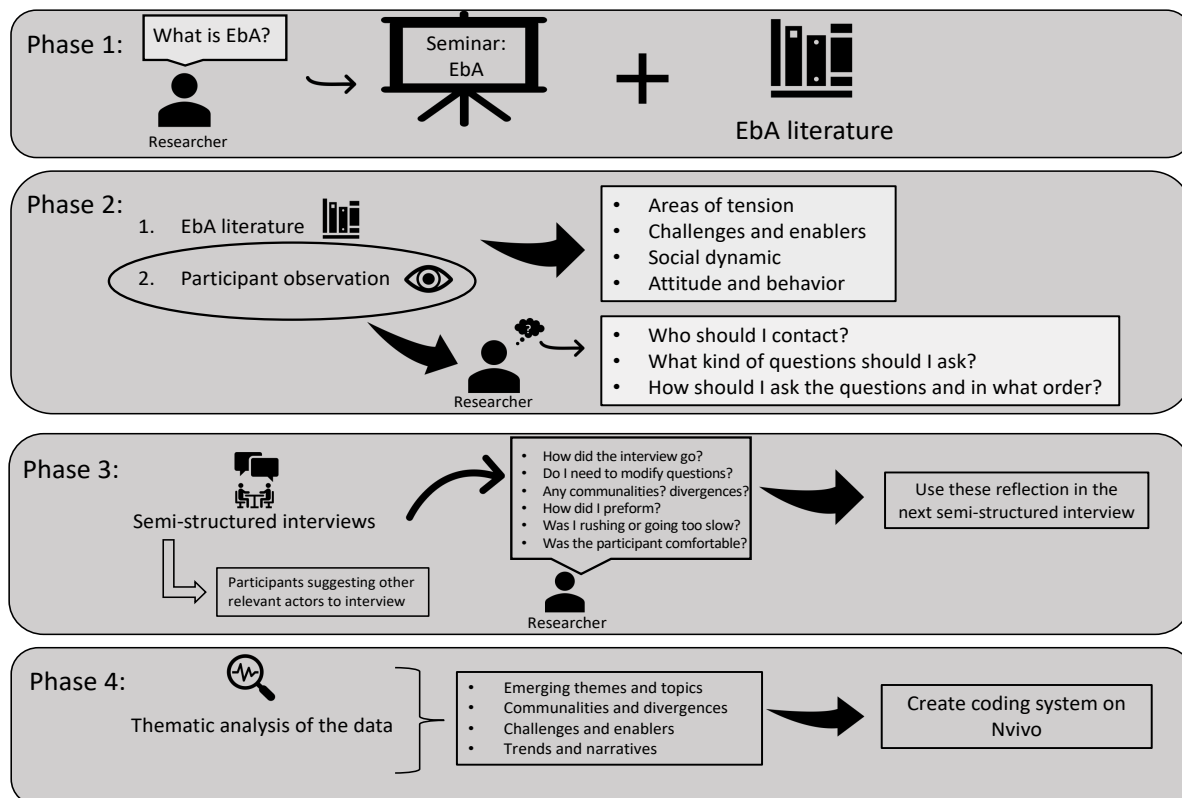 Phase 1:
What is EbA?
Researcher
Seminar:
EbA
EbA literature
Phase 2:
1. EbA literature
2. Participant observation
• Areas of tension
• Challenges and enablers
• Social dynamic
• Attitude and behavior
?
Researcher
• Who should I contact?
• What kind of questions should I ask?
• How should I ask the questions and in what order?
Phase 3:
Semi-structured interviews
Participants suggesting other
relevant actors to interview
• How did the interview go?
• Do I need to modify questions?
• Any communalities? divergences?
• How did I preform?
• Was I rushing or going too slow?
• Was the participant comfortable?
Researcher
Use these reflection in the
next semi-structured interview
Phase 4:
Thematic analysis of the data
• Emerging themes and topics
• Communalities and divergences
• Challenges and enablers
• Trends and narratives
Create coding system on
Nvivo